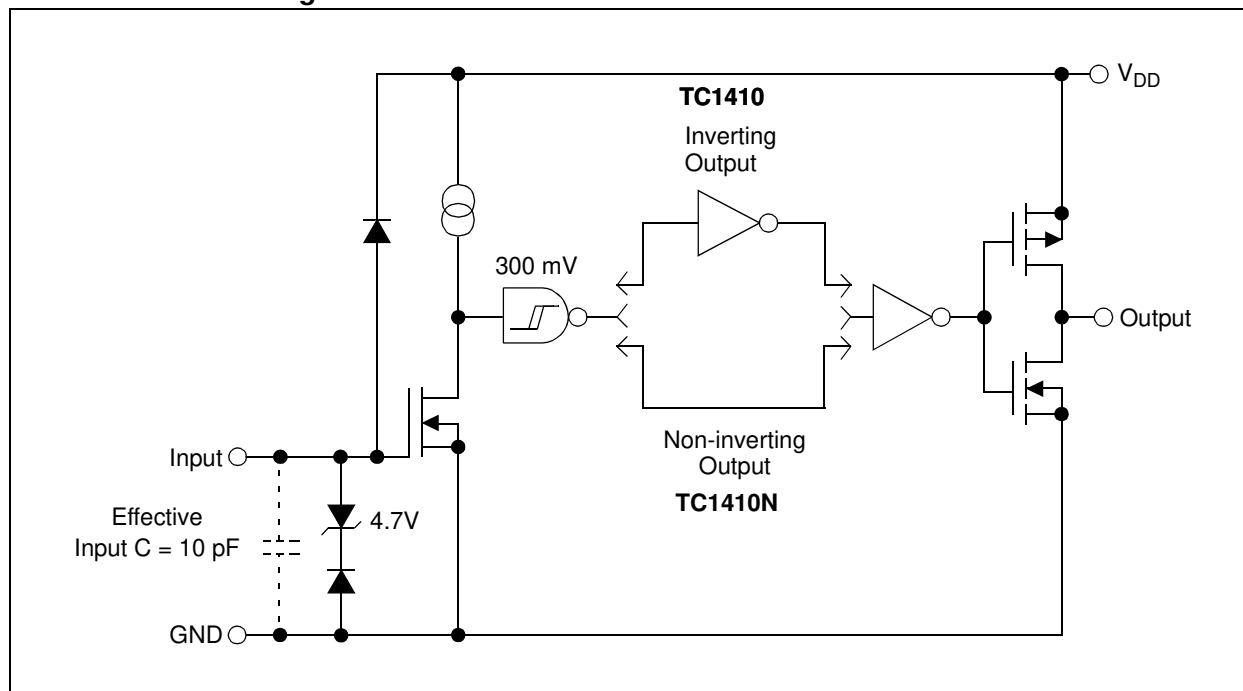 V_DD
TC1410
Inverting
Output
300 mV
Output
Input
Non-inverting
Output
TC1410N
4.7V
Effective
Input C = 10 pF
GND